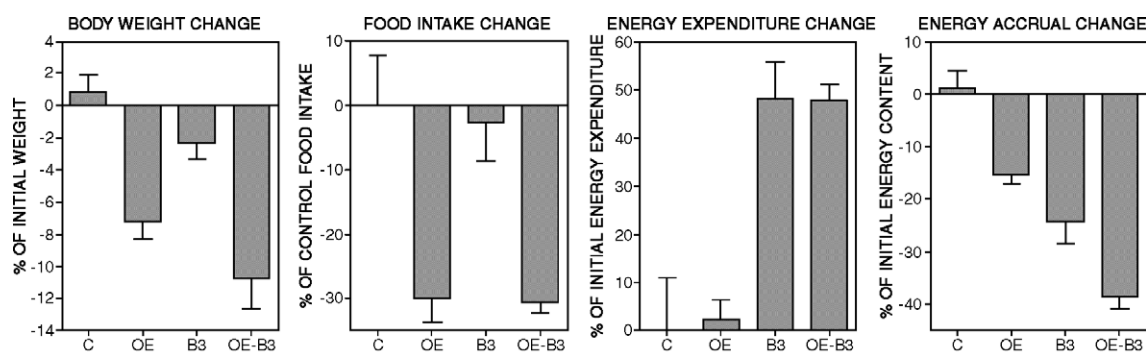 BODY WEIGHT CHANGE
% OF INITIAL WEIGHT
4
2
0
-2
-4
-6
-8
-10
-12
-14
C OE B3 OE-B3
FOOD INTAKE CHANGE
% OF CONTROL FOOD INTAKE
10
0
-10
-20
-30
C OE B3 OE-B3
ENERGY EXPENDITURE CHANGE
% OF INITIAL ENERGY EXPENDITURE
60
50
40
30
20
10
0
C OE B3 OE-B3
ENERGY ACCRUAL CHANGE
% OF INITIAL ENERGY CONTENT
10
0
-10
-20
-30
-40
C OE B3 OE-B3